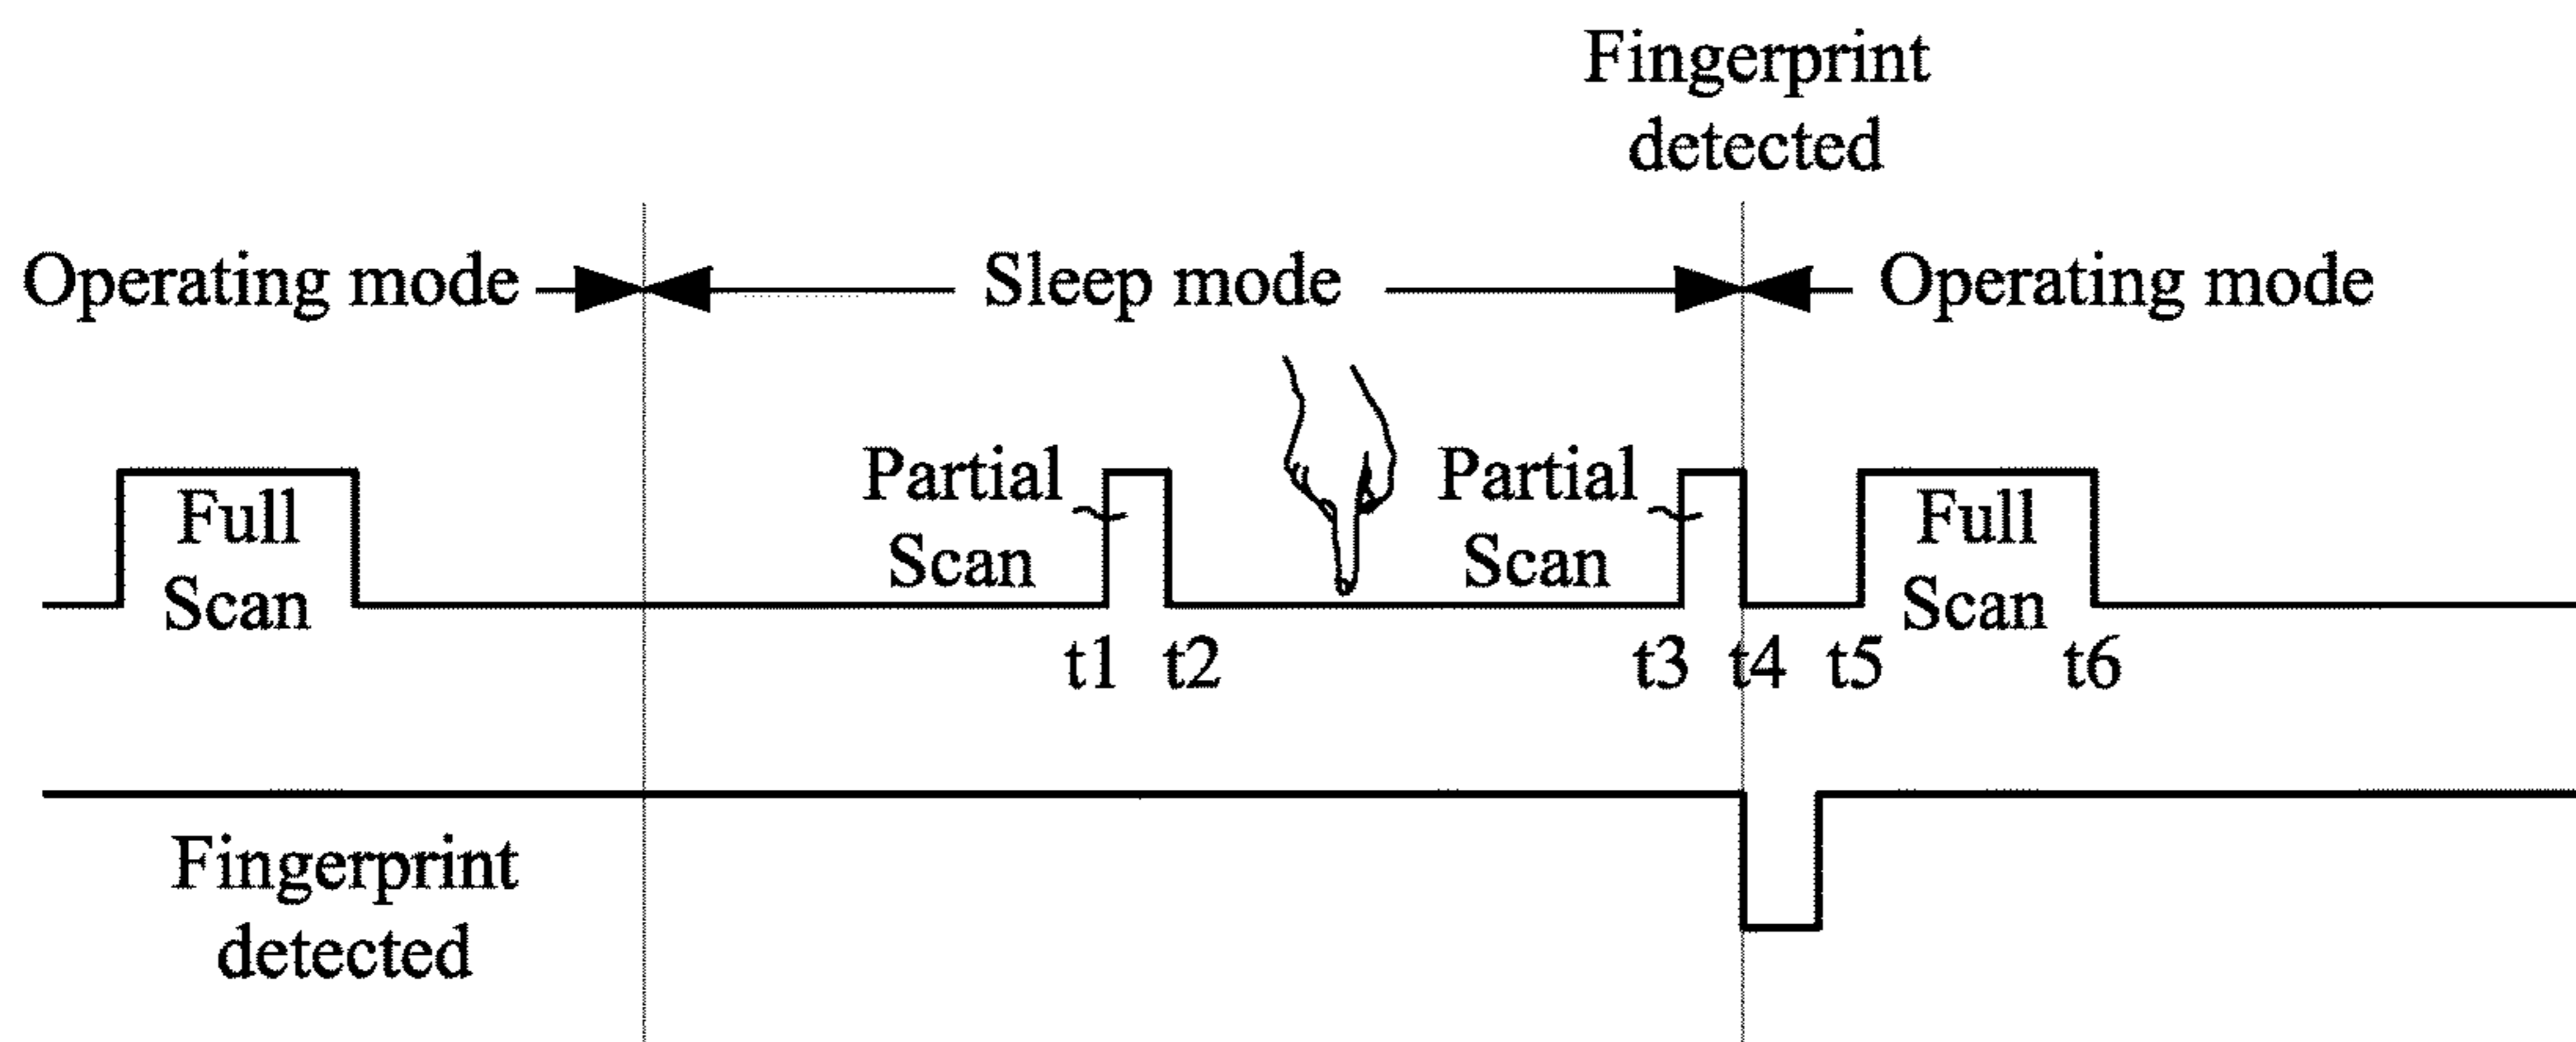 Fingerprint
detected
Operating mode
Sleep mode
Operating mode
Full
Scan
Partial
Scan
Partial
Scan
Full
Scan
t1
t2
t3
t4
t5
t6
Fingerprint
detected